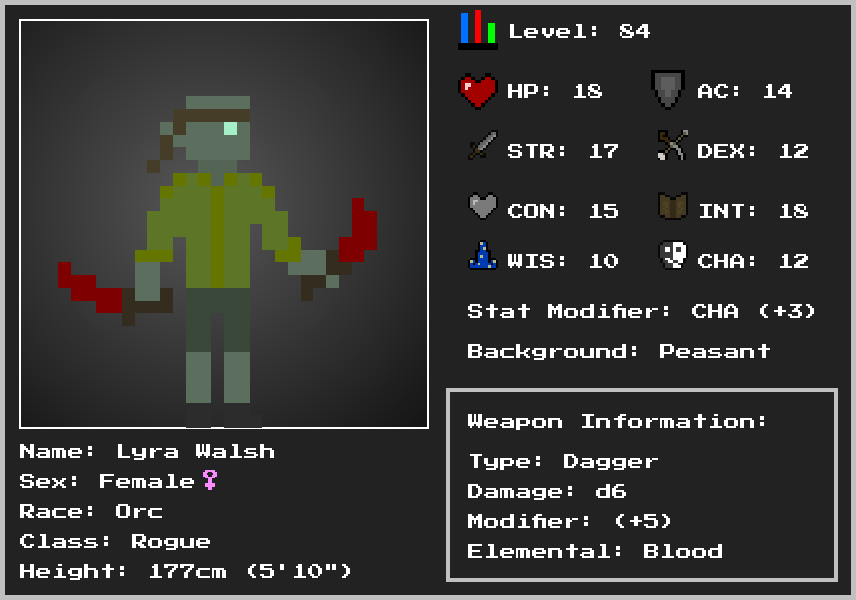 Level: 84
HP: 18 AC: 14
STR: 17 DEX: 12
CON: 15 INT: 18
WIS: 10 CHA: 12
Stat Modifier: CHA (+3)
Background: Peasant
Weapon Information:
Type: Dagger
Damage: d6
Modifier: (+5)
Elemental: Blood
Name: Lyra Walsh
Sex: Female♀
Race: Orc
Class: Rogue
Height: 177cm (5'10")